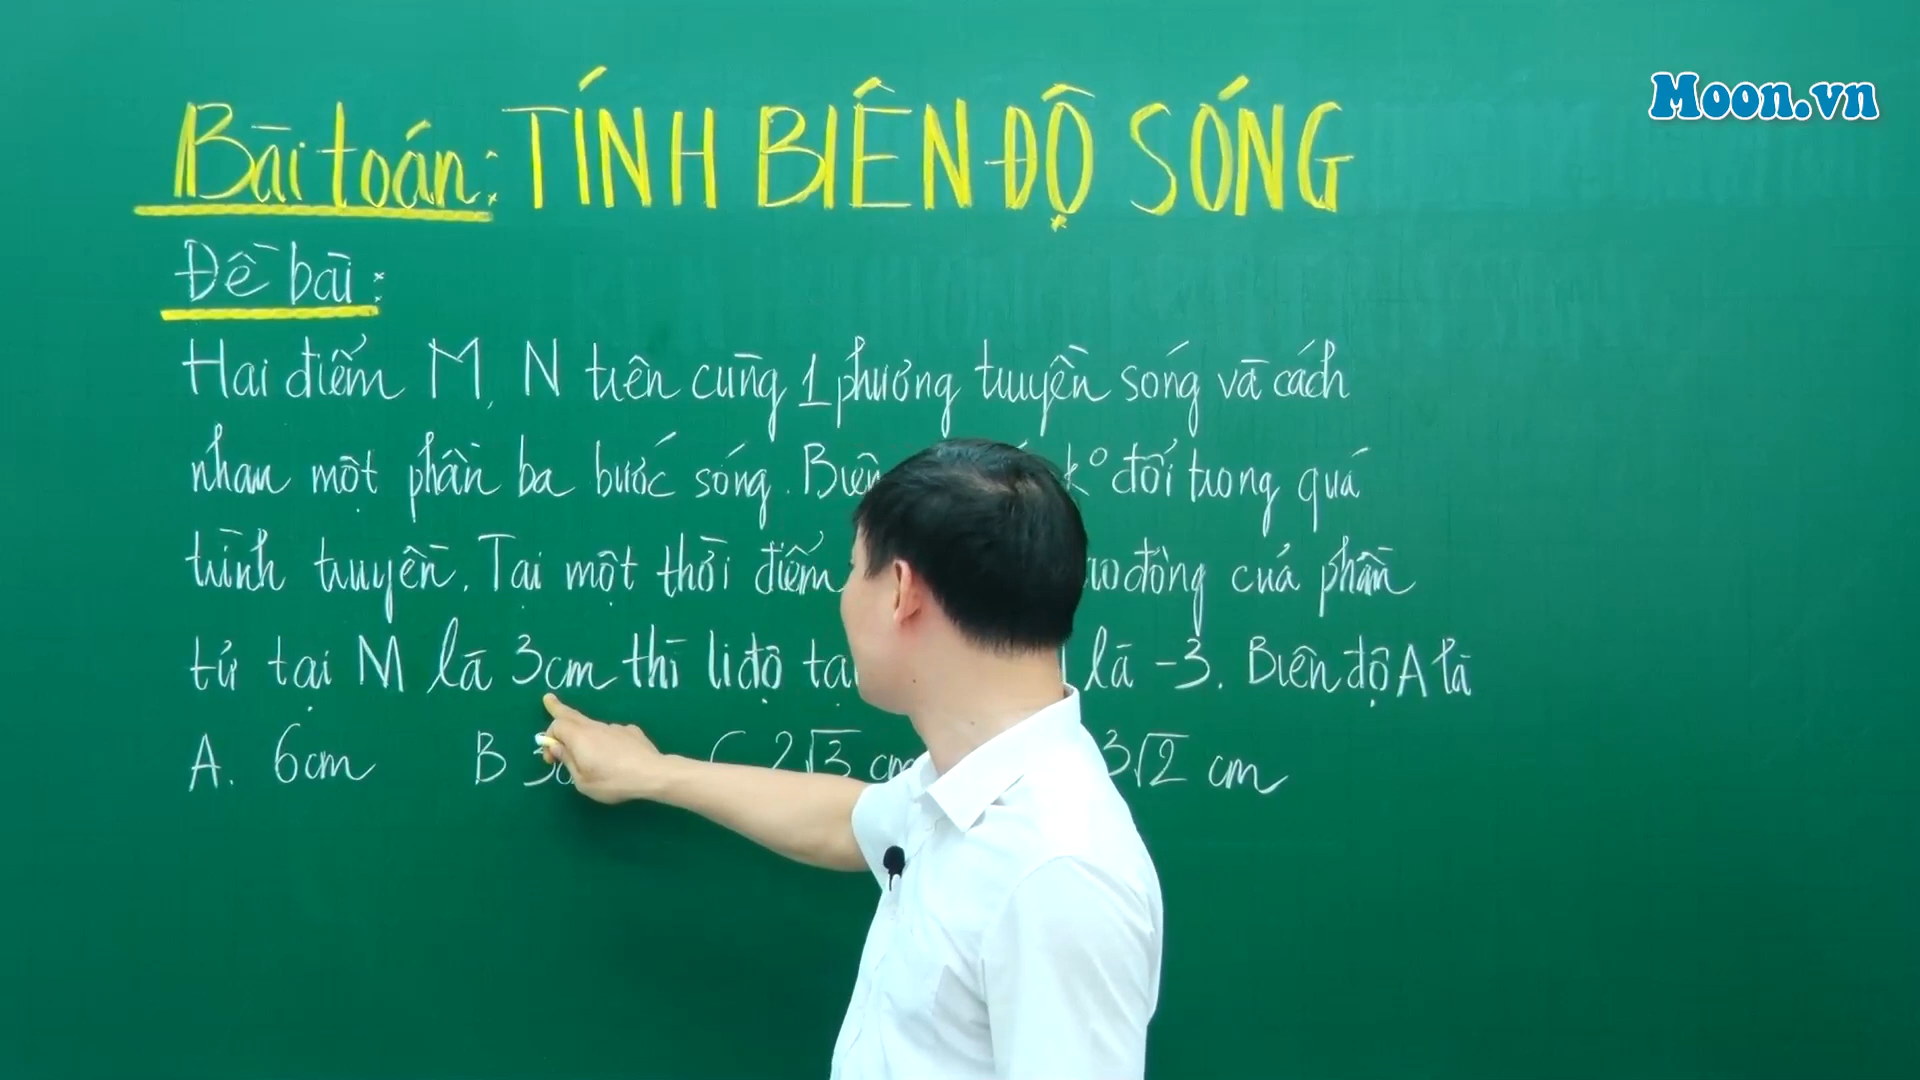 Moon.vn
Bài toán: TÍNH BIÊN ĐỘ SÓNG
Đề bài:
Hai điểm M, N trên cùng 1 phương truyền sóng và cách
nhau một phần ba bước sóng. Biên k° đổi trong quá
trình truyền. Tại một thời điểm động của phần
tử tại M là 3cm thì li độ tại là -3. Biên độ A là
A. 6cm B 3 C 2√3 cm 3√2 cm